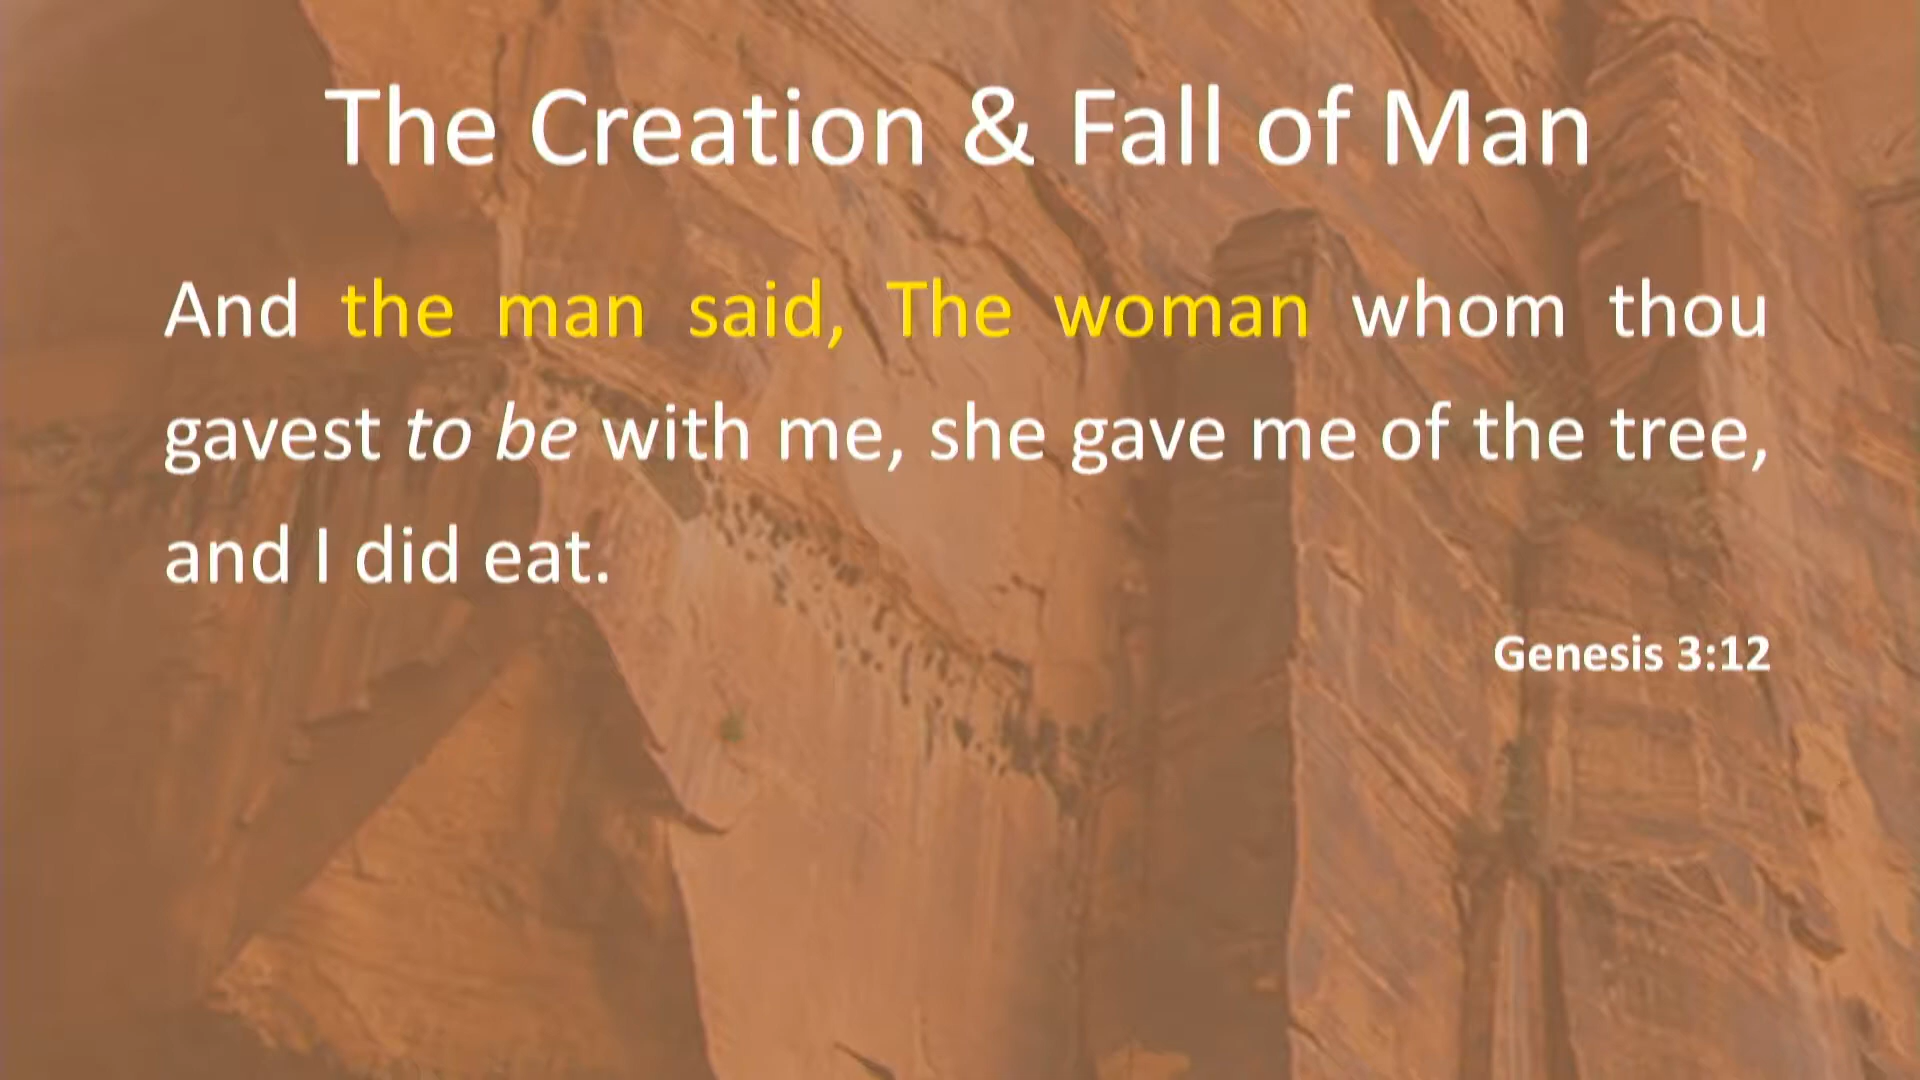 The Creation & Fall of Man
And the man said, The woman whom thou
gavest to be with me, she gave me of the tree,
and I did eat.
Genesis 3:12